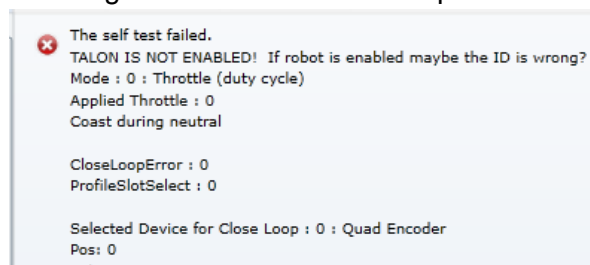 The self test failed.
TALON IS NOT ENABLED!  If robot is enabled maybe the ID is wrong?
Mode : 0 : Throttle (duty cycle)
Applied Throttle : 0
Coast during neutral
CloseLoopError : 0
ProfileSlotSelect : 0
Selected Device for Close Loop : 0 : Quad Encoder
Pos: 0